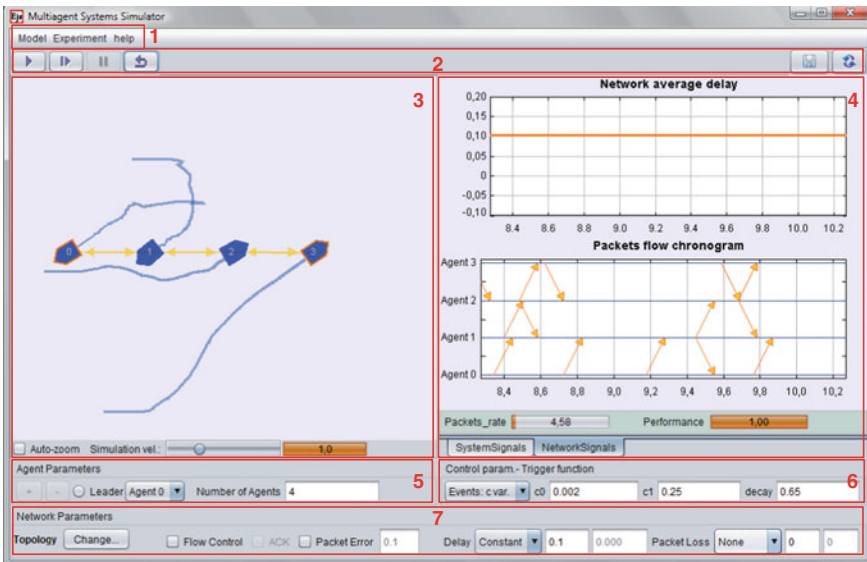 Ejs Multiagent Systems Simulator
Model Experiment help 1
2
3
4
Network average delay
0,20
0,15
0,10
0,05
0
-0,05
-0,10
8.4 8.6 8.8 9.0 9.2 9.4 9.6 9.8 10.0 10.2
Packets flow chronogram
Agent 3
Agent 2
Agent 1
Agent 0
8,4 8,6 8,8 9,0 9,2 9,4 9,6 9,8 10,0 10,2
0 1 2 3
Packets_rate 4,58 Performance 1,00
Auto-zoom Simulation vel.: 1,0
SystemSignals NetworkSignals
Agent Parameters
+ - Leader Agent 0 Number of Agents 4
5
Control param.- Trigger function
Events: c var. c0 0.002 c1 0.25 decay 0.65
6
Network Parameters
7
Topology Change... Flow Control ACK Packet Error 0.1 Delay Constant 0.1 0.000 Packet Loss None 0 0